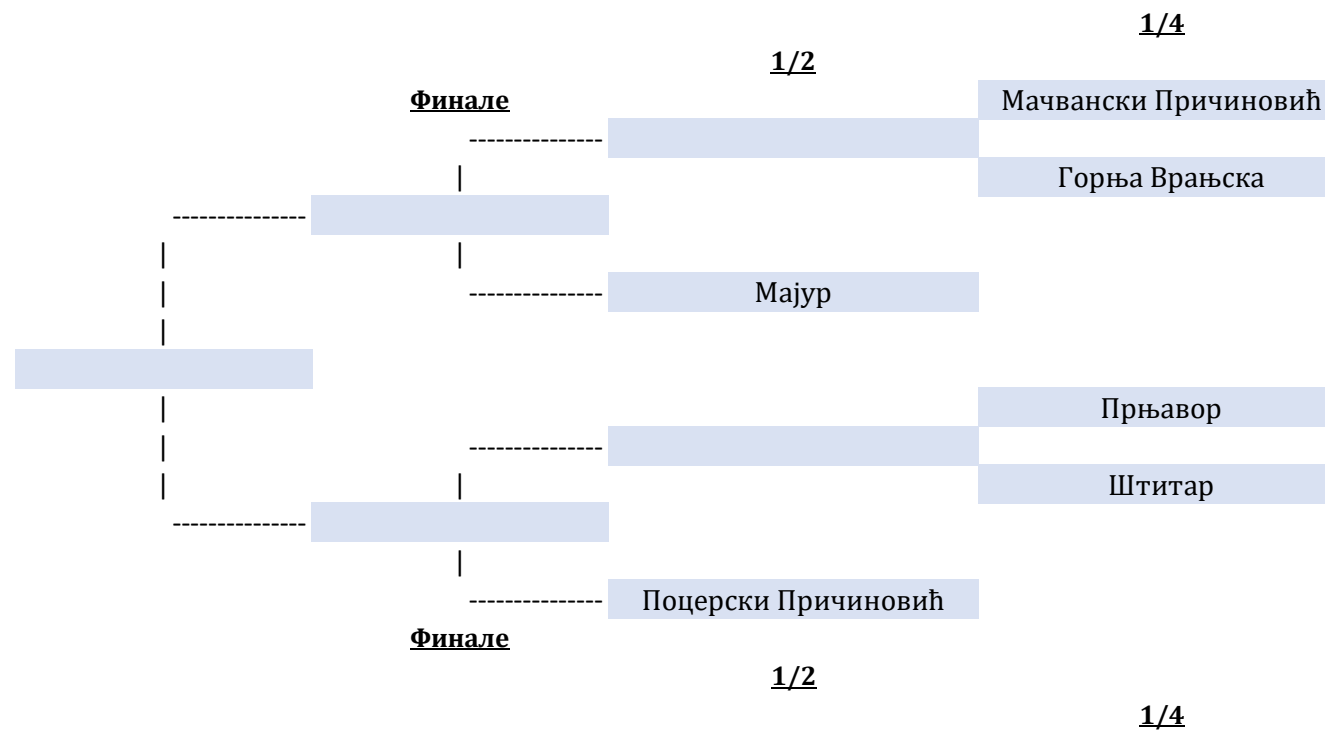 1/4
1/2
Финале
Мачвански Причиновић
Горња Врањска
Мајур
Прњавор
Штитар
Поцерски Причиновић
Финале
1/2
1/4